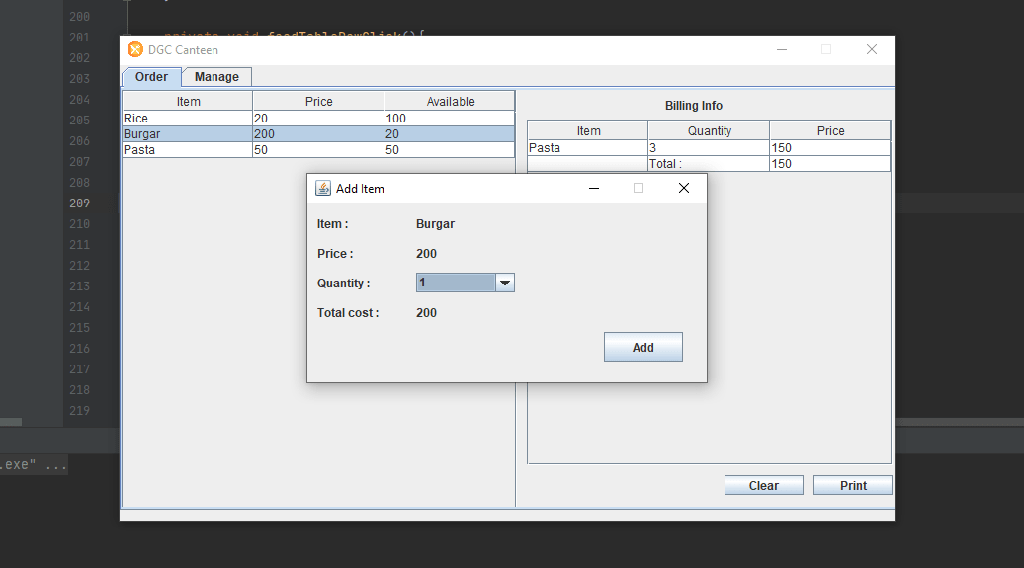 200
201 private void foodTableRowClick(){
202
203
204
205
206
207
208
209
210
211
212
213
214
215
216
217
218
219
.exe" ...
DGC Canteen
Order Manage
Item Price Available
Rice 20 100
Burgar 200 20
Pasta 50 50
Billing Info
Item Quantity Price
Pasta 3 150
Total : 150
Add Item
Item : Burgar
Price : 200
Quantity : 1
Total cost : 200
Add
Clear Print